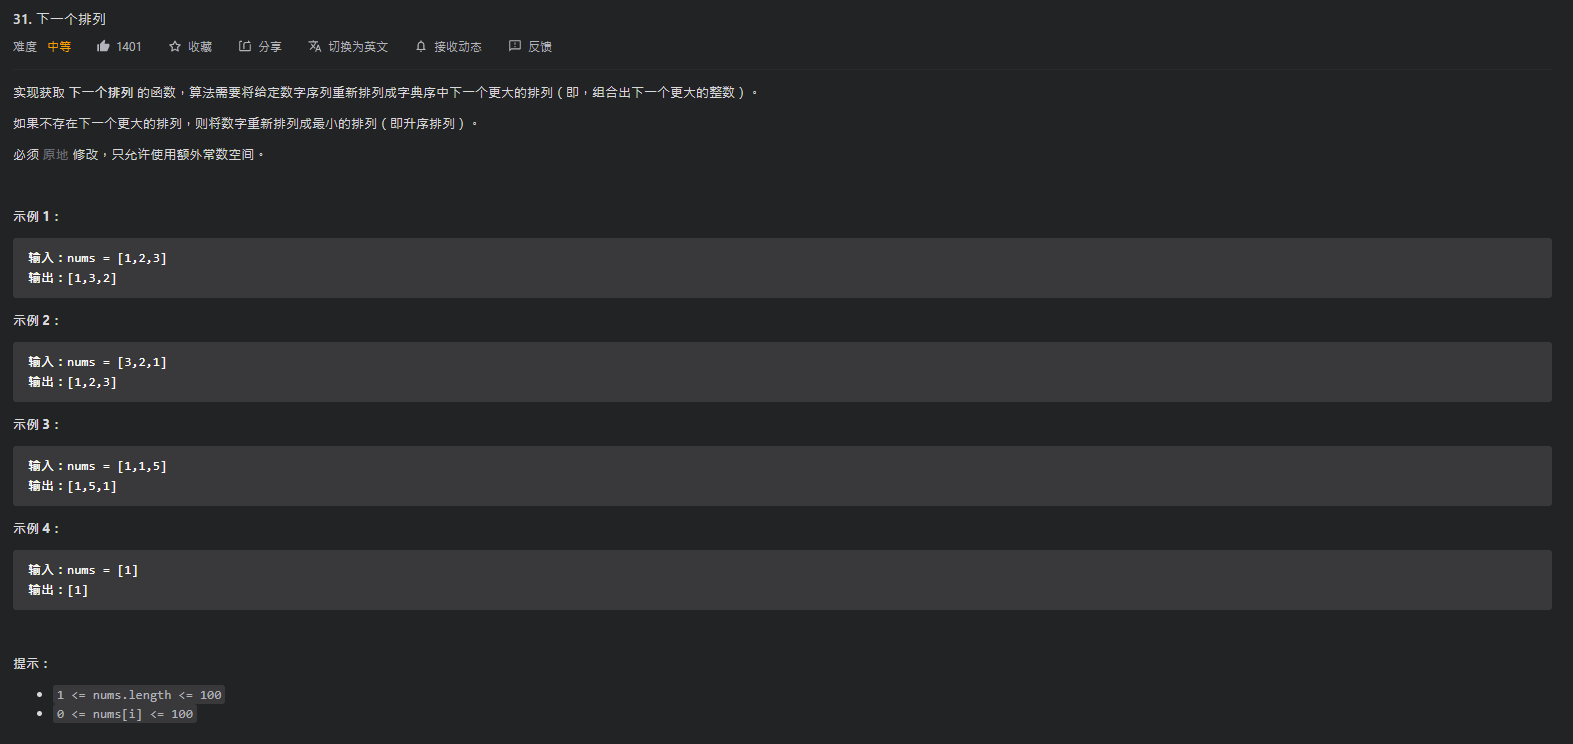 31. 下一个排列
难度 中等 1401 收藏 分享 切换为英文 接收动态 反馈
实现获取 下一个排列 的函数，算法需要将给定数字序列重新排列成字典序中下一个更大的排列（即，组合出下一个更大的整数）。
如果不存在下一个更大的排列，则将数字重新排列成最小的排列（即升序排列）。
必须 原地 修改，只允许使用额外常数空间。
示例 1：
输入：nums = [1,2,3]
输出：[1,3,2]
示例 2：
输入：nums = [3,2,1]
输出：[1,2,3]
示例 3：
输入：nums = [1,1,5]
输出：[1,5,1]
示例 4：
输入：nums = [1]
输出：[1]
提示：
1 <= nums.length <= 100
0 <= nums[i] <= 100